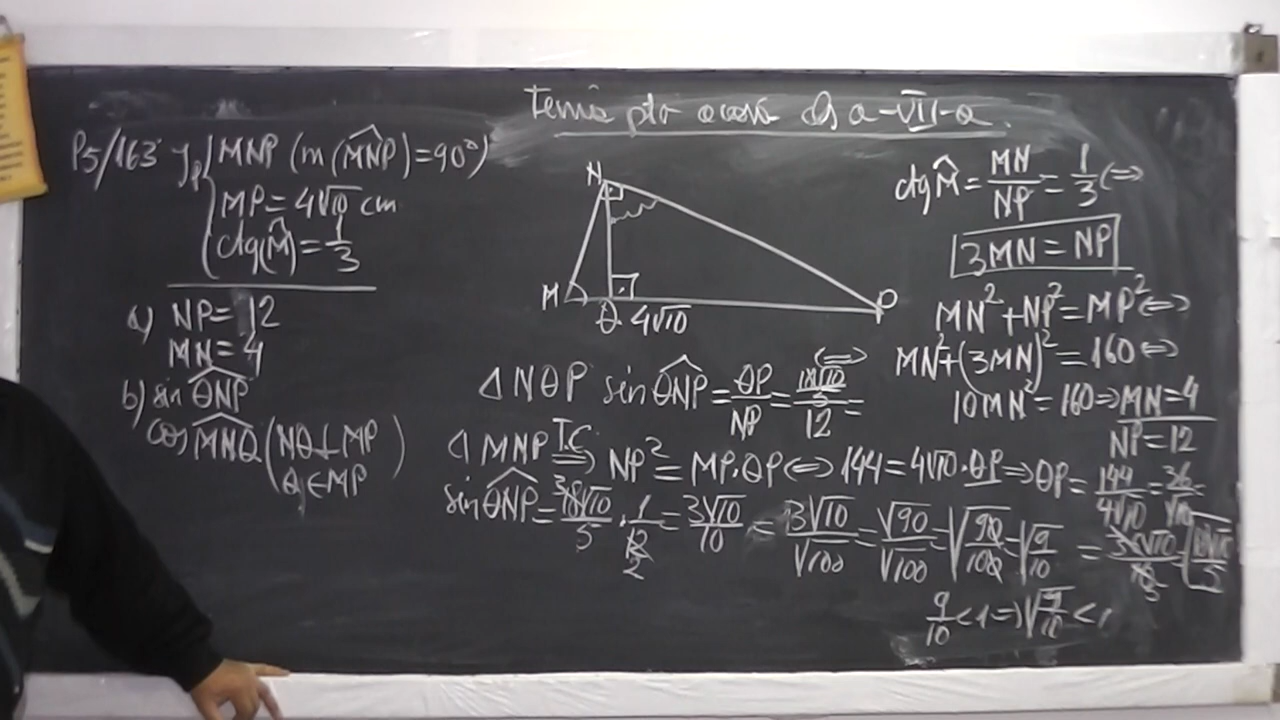 Temă ptr acasă cls a-VII-a.
P5/163 Ip MNP (m(MNP)=90°)
MP = 4√10 cm
ctg(M) = 1/3
a) NP = 12
MN = 4
b) sin QNP
cos MNQ (NQ⊥MP
Q∈MP)
N
M
Q
P
4√10
ctg M = MN/NP = 1/3 <=>
3MN = NP
MN² + NP² = MP² <=>
MN² + (3MN)² = 160 <=>
10MN² = 160 => MN = 4
NP = 12
Δ NQP sin QNP = QP/NP = (18√10/5)/12 = <=>
Δ MNP T.C. => NP² = MP·QP <=> 144 = 4√10·QP => QP = 144/4√10 = 36/√10 =
= 36√10/10 = 18√10/5
sin QNP = 18√10/5 · 1/12 = 3√10/10 = 3√10/√100 = √90/√100 = √(90/100) = √(9/10)
9/10 < 1 => √(9/10) < 1